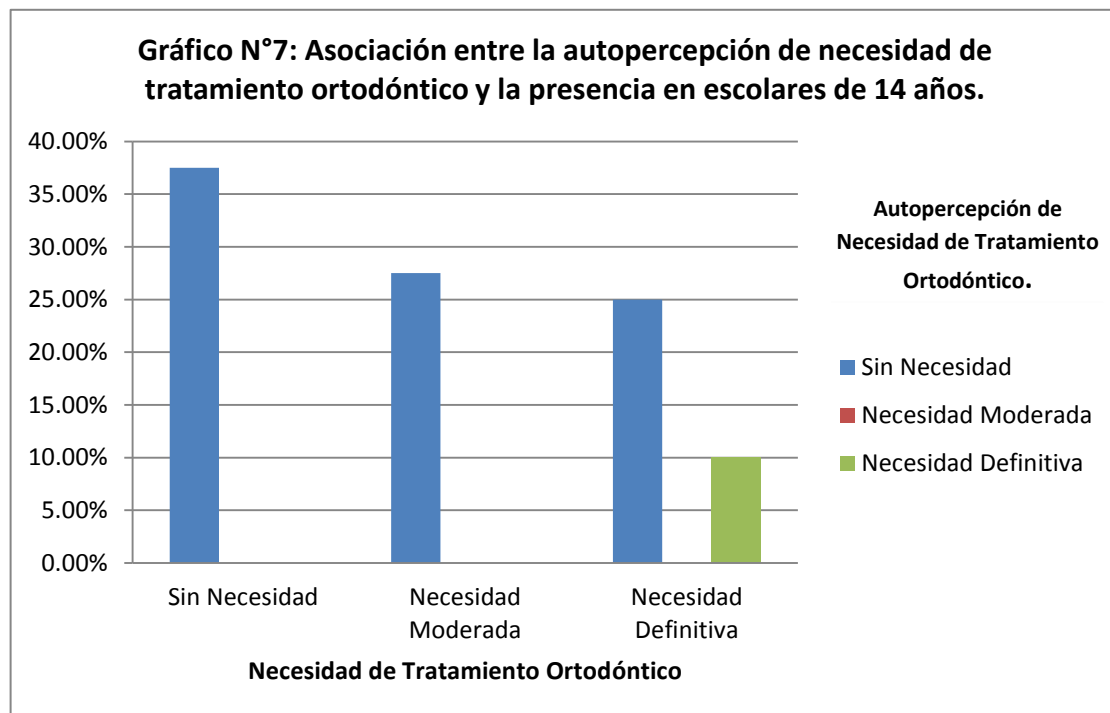 Gráfico N°7: Asociación entre la autopercepción de necesidad de
tratamiento ortodóntico y la presencia en escolares de 14 años.
40.00%
35.00%
30.00%
25.00%
20.00%
15.00%
10.00%
5.00%
0.00%
Sin Necesidad
Necesidad
Moderada
Necesidad
Definitiva
Necesidad de Tratamiento Ortodóntico
Autopercepción de
Necesidad de Tratamiento
Ortodóntico.
Sin Necesidad
Necesidad Moderada
Necesidad Definitiva